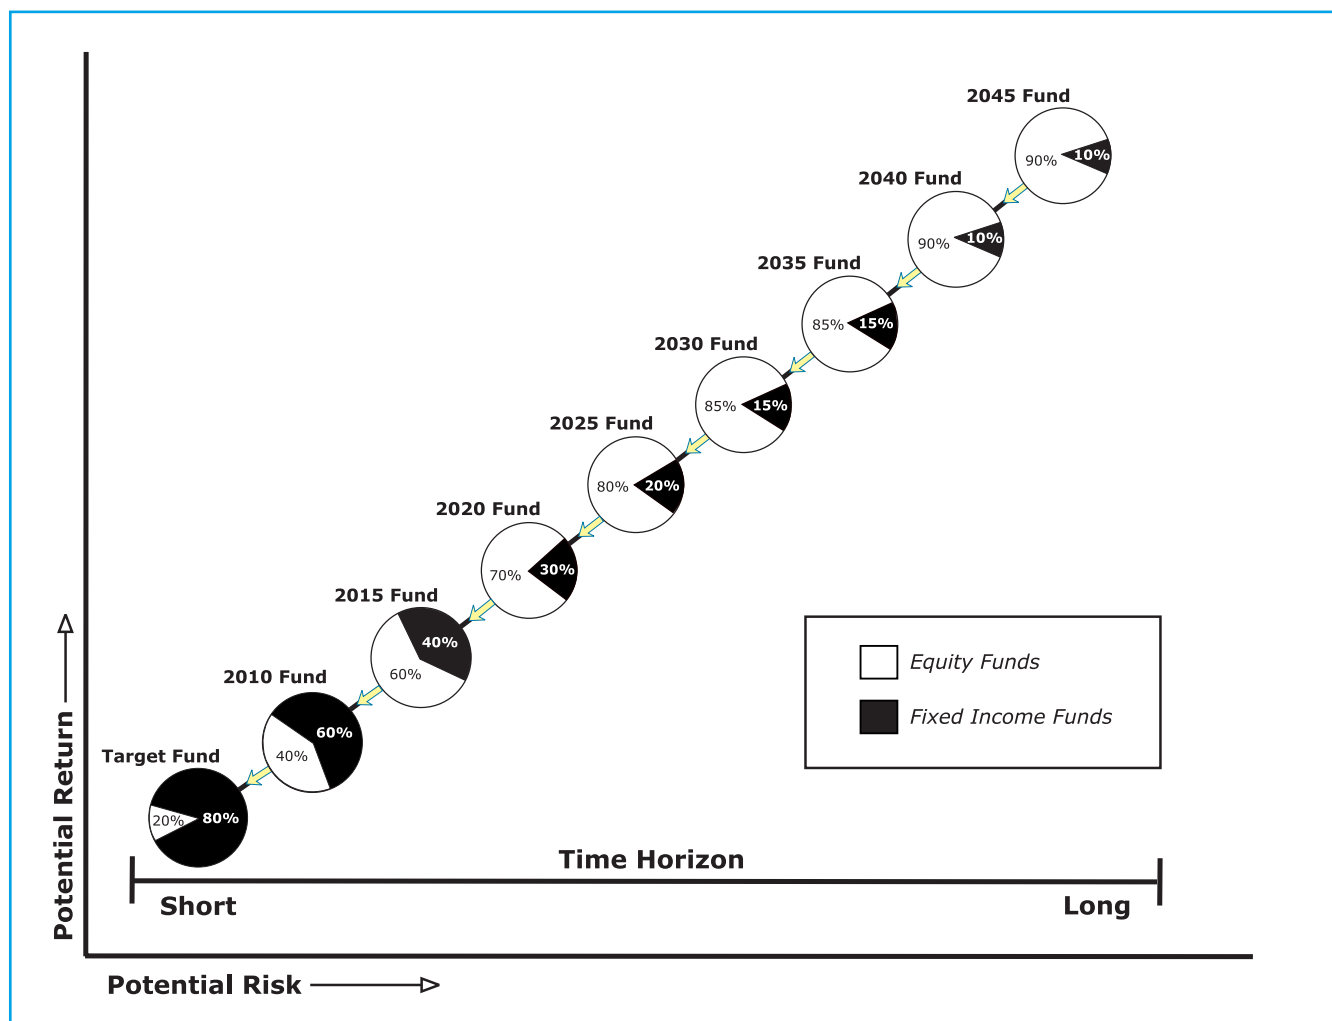 2045 Fund
90%
10%
2040 Fund
90%
10%
2035 Fund
85%
15%
2030 Fund
85%
15%
2025 Fund
80%
20%
2020 Fund
70%
30%
2015 Fund
40%
60%
2010 Fund
60%
40%
Target Fund
20%
80%
Equity Funds
Fixed Income Funds
Time Horizon
Short
Long
Potential Return
Potential Risk